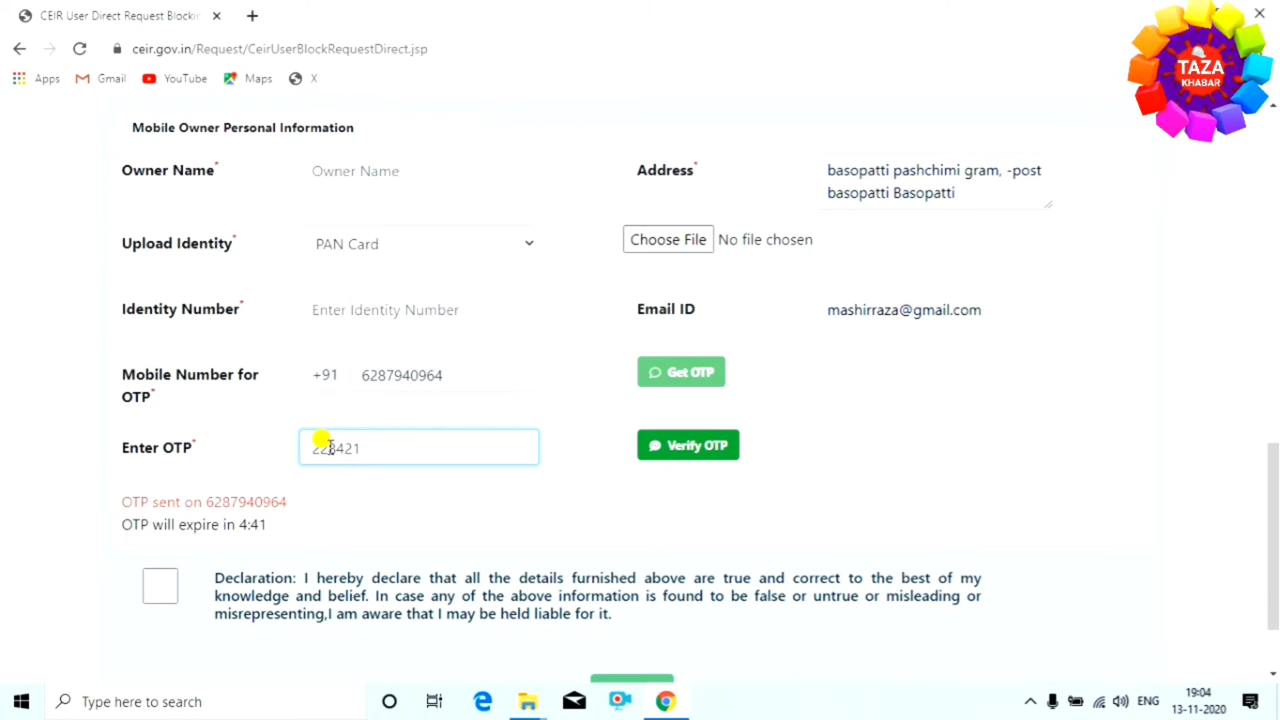 CEIR User Direct Request Blockin
ceir.gov.in/Request/CeirUserBlockRequestDirect.jsp
Apps Gmail YouTube Maps X
TAZA
KHABAR
Mobile Owner Personal Information
Owner Name* Owner Name Address* basopatti pashchimi gram, -post
basopatti Basopatti
Upload Identity* PAN Card Choose File No file chosen
Identity Number* Enter Identity Number Email ID mashirraza@gmail.com
Mobile Number for +91 6287940964 Get OTP
OTP*
Enter OTP* 228421 Verify OTP
OTP sent on 6287940964
OTP will expire in 4:41
Declaration: I hereby declare that all the details furnished above are true and correct to the best of my
knowledge and belief. In case any of the above information is found to be false or untrue or misleading or
misrepresenting,I am aware that I may be held liable for it.
Type here to search ENG 19:04
13-11-2020